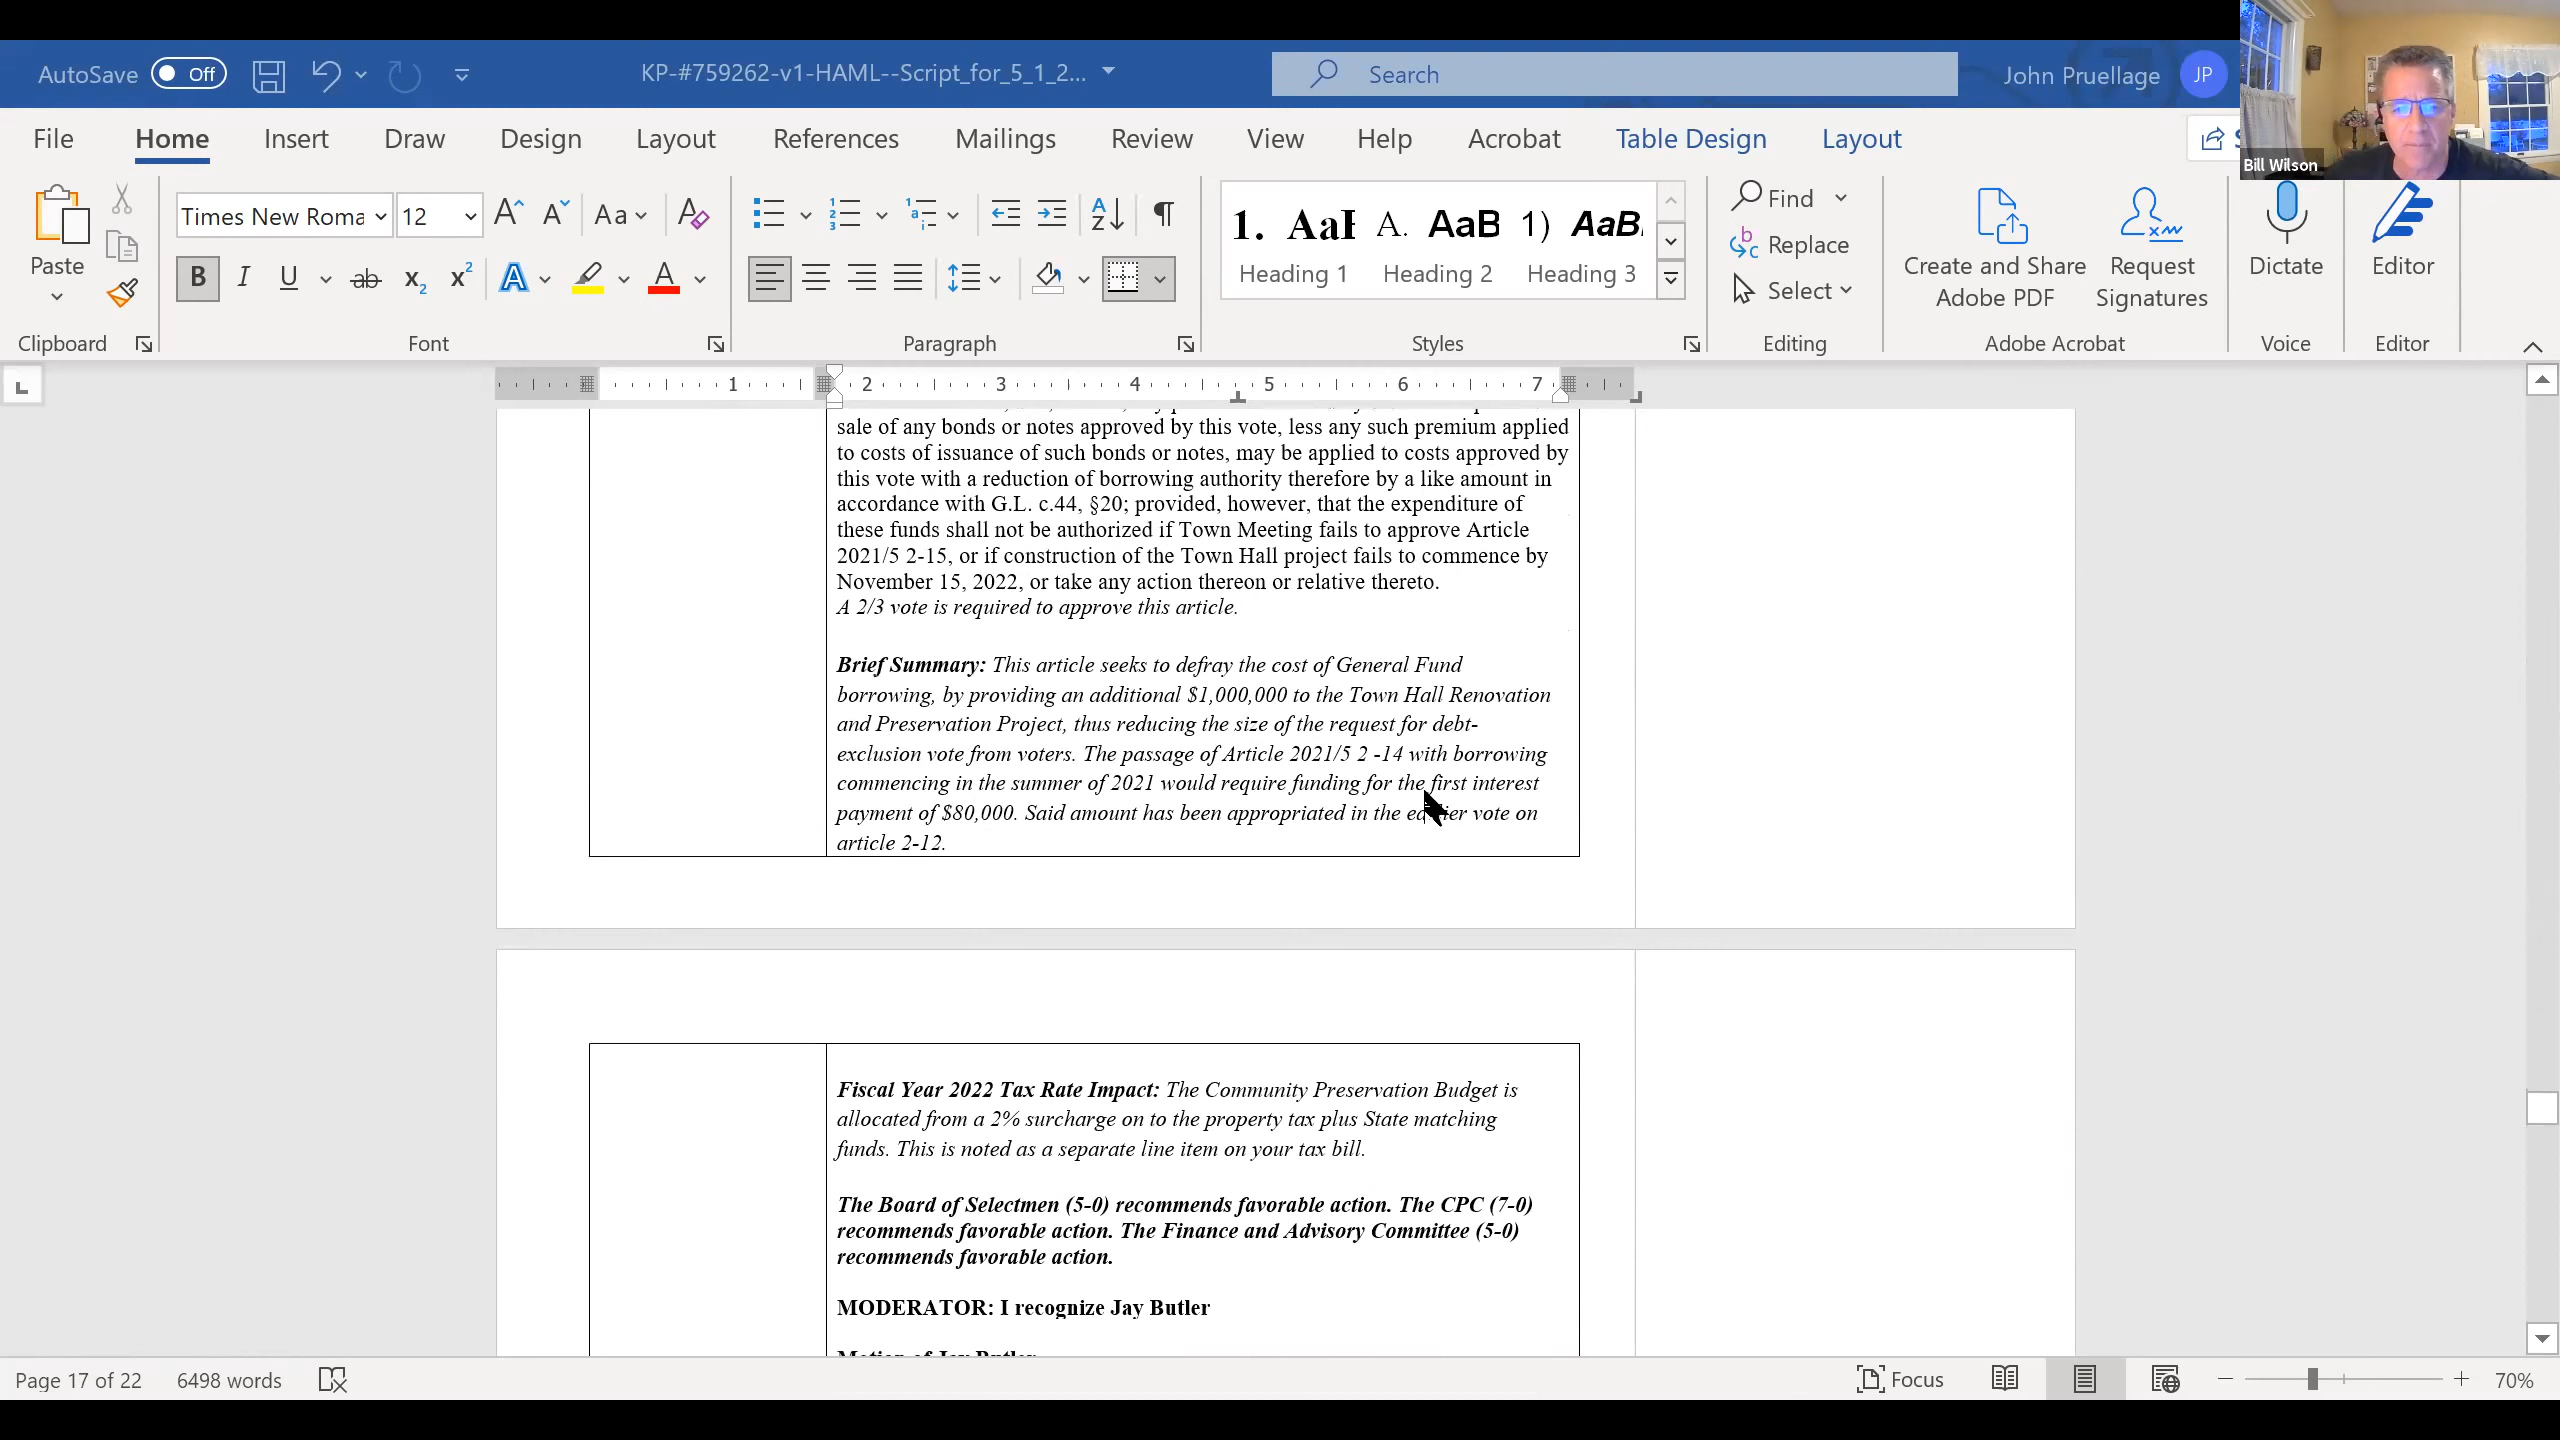 AutoSave Off KP-#759262-v1-HAML--Script_for_5_1_2... Search John Pruellage JP
Bill Wilson
File Home Insert Draw Design Layout References Mailings Review View Help Acrobat Table Design Layout
Paste
Clipboard
Times New Roma 12 Aa
B I U ab x2 x2 A A
Font
Paragraph
1. AaI A. AaB 1) AaB
Heading 1 Heading 2 Heading 3
Styles
Find
Replace
Select
Editing
Create and Share Adobe PDF
Request Signatures
Adobe Acrobat
Dictate
Voice
Editor
Editor
1 2 3 4 5 6 7
sale of any bonds or notes approved by this vote, less any such premium applied
to costs of issuance of such bonds or notes, may be applied to costs approved by
this vote with a reduction of borrowing authority therefore by a like amount in
accordance with G.L. c.44, §20; provided, however, that the expenditure of
these funds shall not be authorized if Town Meeting fails to approve Article
2021/5 2-15, or if construction of the Town Hall project fails to commence by
November 15, 2022, or take any action thereon or relative thereto.
A 2/3 vote is required to approve this article.
Brief Summary: This article seeks to defray the cost of General Fund
borrowing, by providing an additional $1,000,000 to the Town Hall Renovation
and Preservation Project, thus reducing the size of the request for debt-
exclusion vote from voters. The passage of Article 2021/5 2 -14 with borrowing
commencing in the summer of 2021 would require funding for the first interest
payment of $80,000. Said amount has been appropriated in the earlier vote on
article 2-12.
Fiscal Year 2022 Tax Rate Impact: The Community Preservation Budget is
allocated from a 2% surcharge on to the property tax plus State matching
funds. This is noted as a separate line item on your tax bill.
The Board of Selectmen (5-0) recommends favorable action. The CPC (7-0)
recommends favorable action. The Finance and Advisory Committee (5-0)
recommends favorable action.
MODERATOR: I recognize Jay Butler
Motion of Jay Butler
Page 17 of 22 6498 words Focus 70%